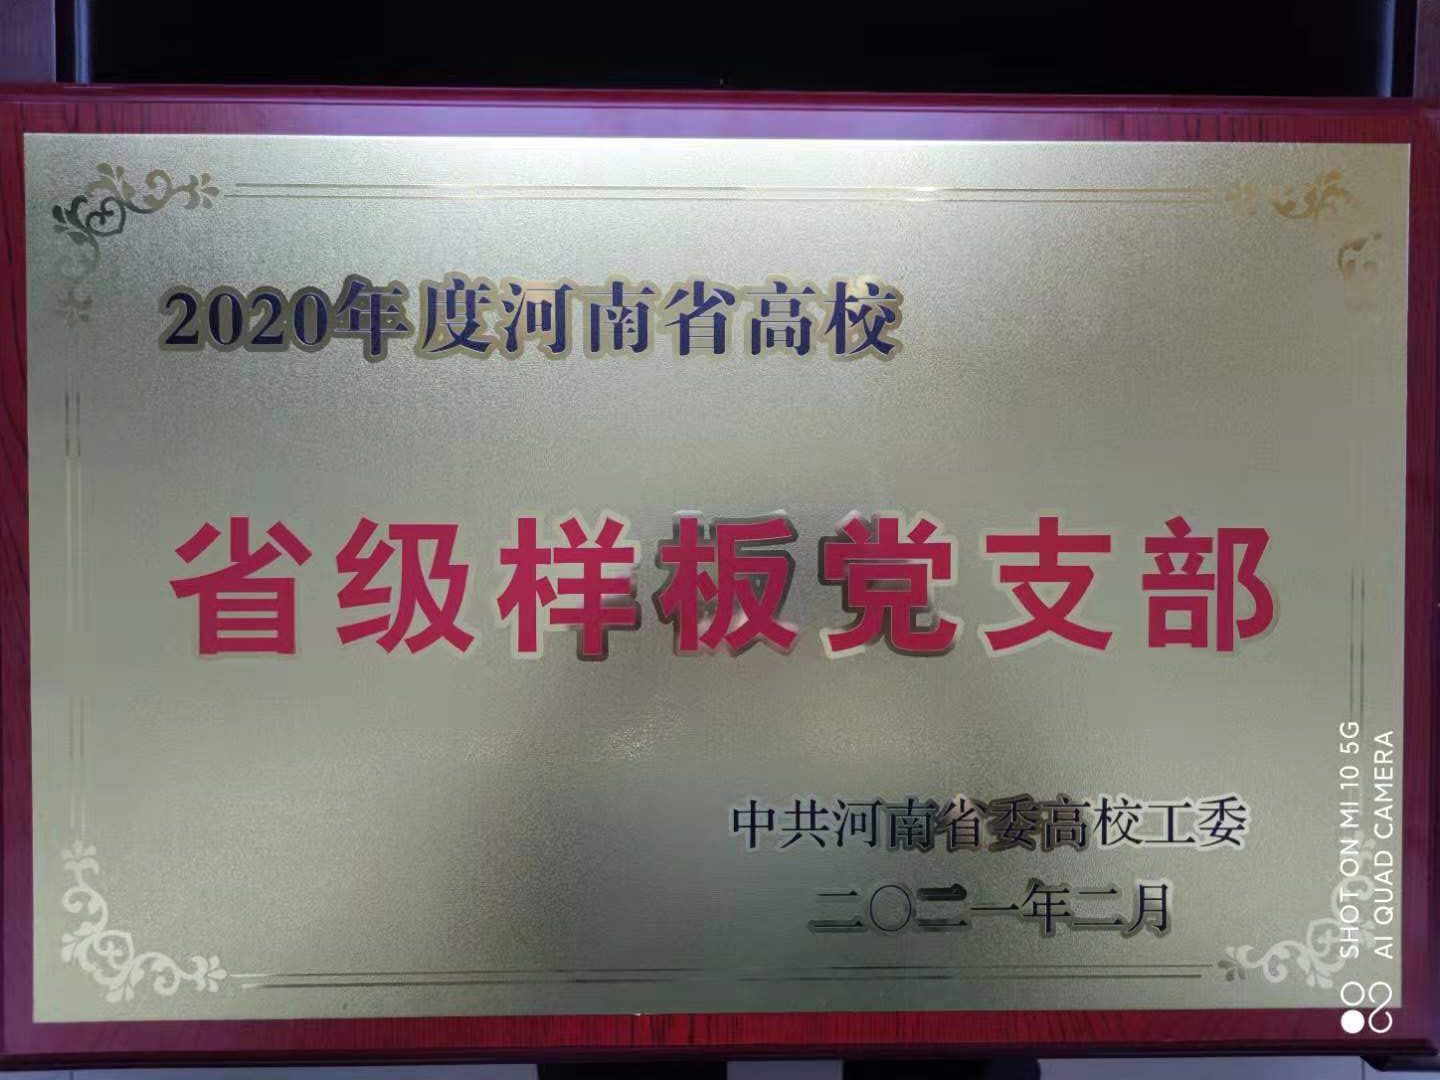 2020年度河南省高校
省级样板党支部
中共河南省委高校工委
二〇二一年二月
SHOT ON MI 10 5G
AI QUAD CAMERA